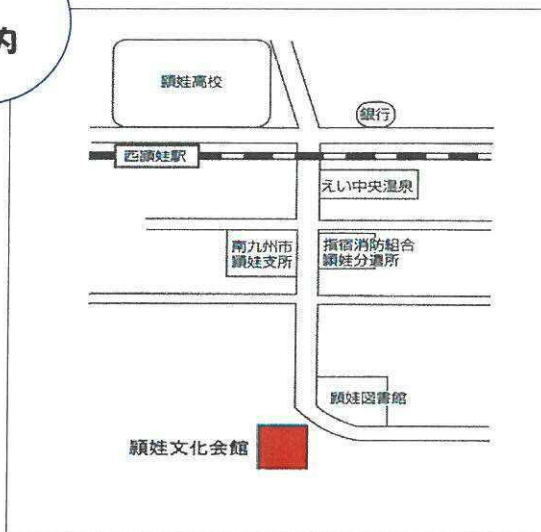 内
頴娃高校
銀行
西頴娃駅
えい中央温泉
南九州市
頴娃支所
指宿消防組合
頴娃分遣所
頴娃図書館
頴娃文化会館